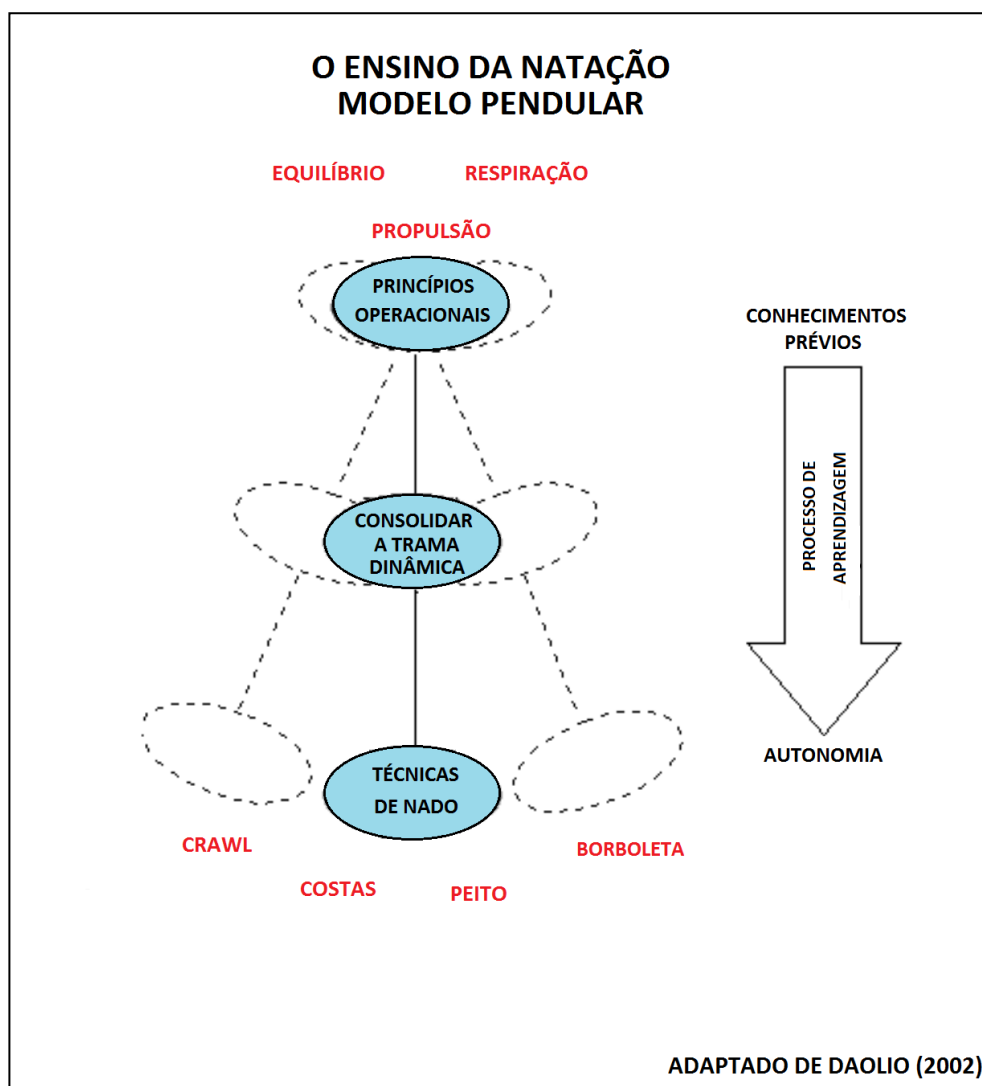 O ENSINO DA NATAÇÃO
MODELO PENDULAR
EQUILÍBRIO
RESPIRAÇÃO
PROPULSÃO
PRINCÍPIOS
OPERACIONAIS
CONSOLIDAR
A TRAMA
DINÂMICA
TÉCNICAS
DE NADO
CRAWL
COSTAS
PEITO
BORBOLETA
CONHECIMENTOS
PRÉVIOS
PROCESSO DE
APRENDIZAGEM
AUTONOMIA
ADAPTADO DE DAOLIO (2002)